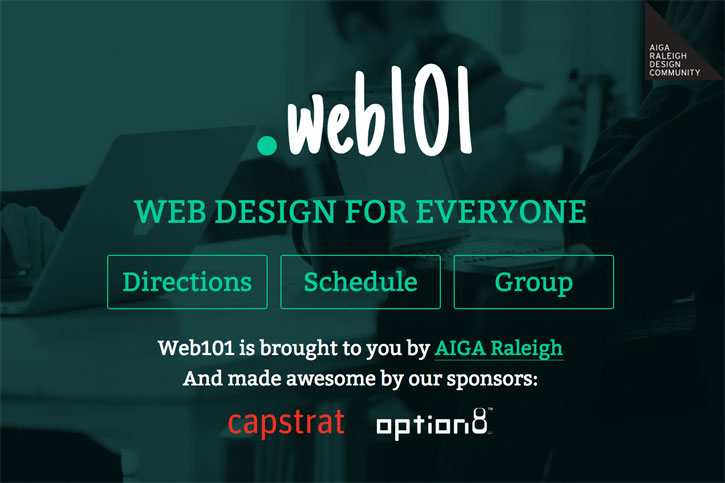 AIGA
RALEIGH
DESIGN
COMMUNITY
.web101
WEB DESIGN FOR EVERYONE
Directions
Schedule
Group
Web101 is brought to you by AIGA Raleigh
And made awesome by our sponsors:
capstrat
option8™